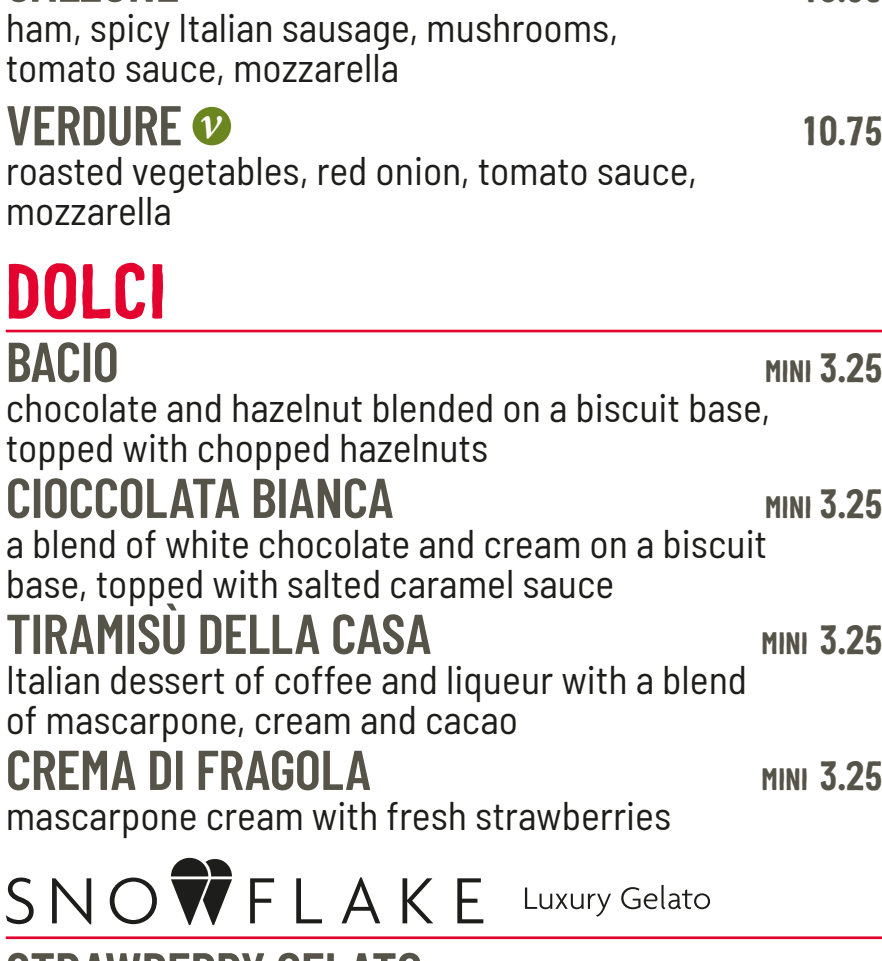 ham, spicy Italian sausage, mushrooms,
tomato sauce, mozzarella
VERDURE V 10.75
roasted vegetables, red onion, tomato sauce,
mozzarella
DOLCI
BACIO MINI 3.25
chocolate and hazelnut blended on a biscuit base,
topped with chopped hazelnuts
CIOCCOLATA BIANCA MINI 3.25
a blend of white chocolate and cream on a biscuit
base, topped with salted caramel sauce
TIRAMISÙ DELLA CASA MINI 3.25
Italian dessert of coffee and liqueur with a blend
of mascarpone, cream and cacao
CREMA DI FRAGOLA MINI 3.25
mascarpone cream with fresh strawberries
SNOWFLAKE Luxury Gelato
STRAWBERRY GELATO